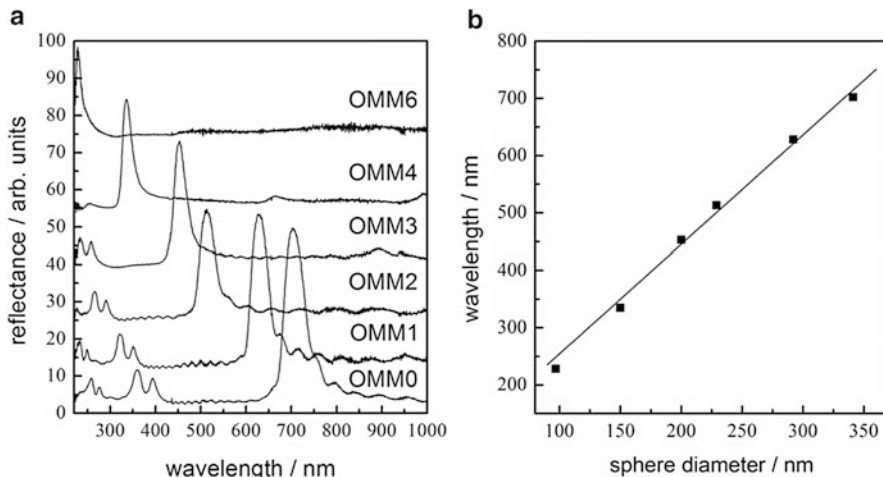 a
reflectance / arb. units
100
90
80
70
60
50
40
30
20
10
0
OMM6
OMM4
OMM3
OMM2
OMM1
OMM0
300 400 500 600 700 800 900 1000
wavelength / nm
b
wavelength / nm
800
700
600
500
400
300
200
100 150 200 250 300 350
sphere diameter / nm